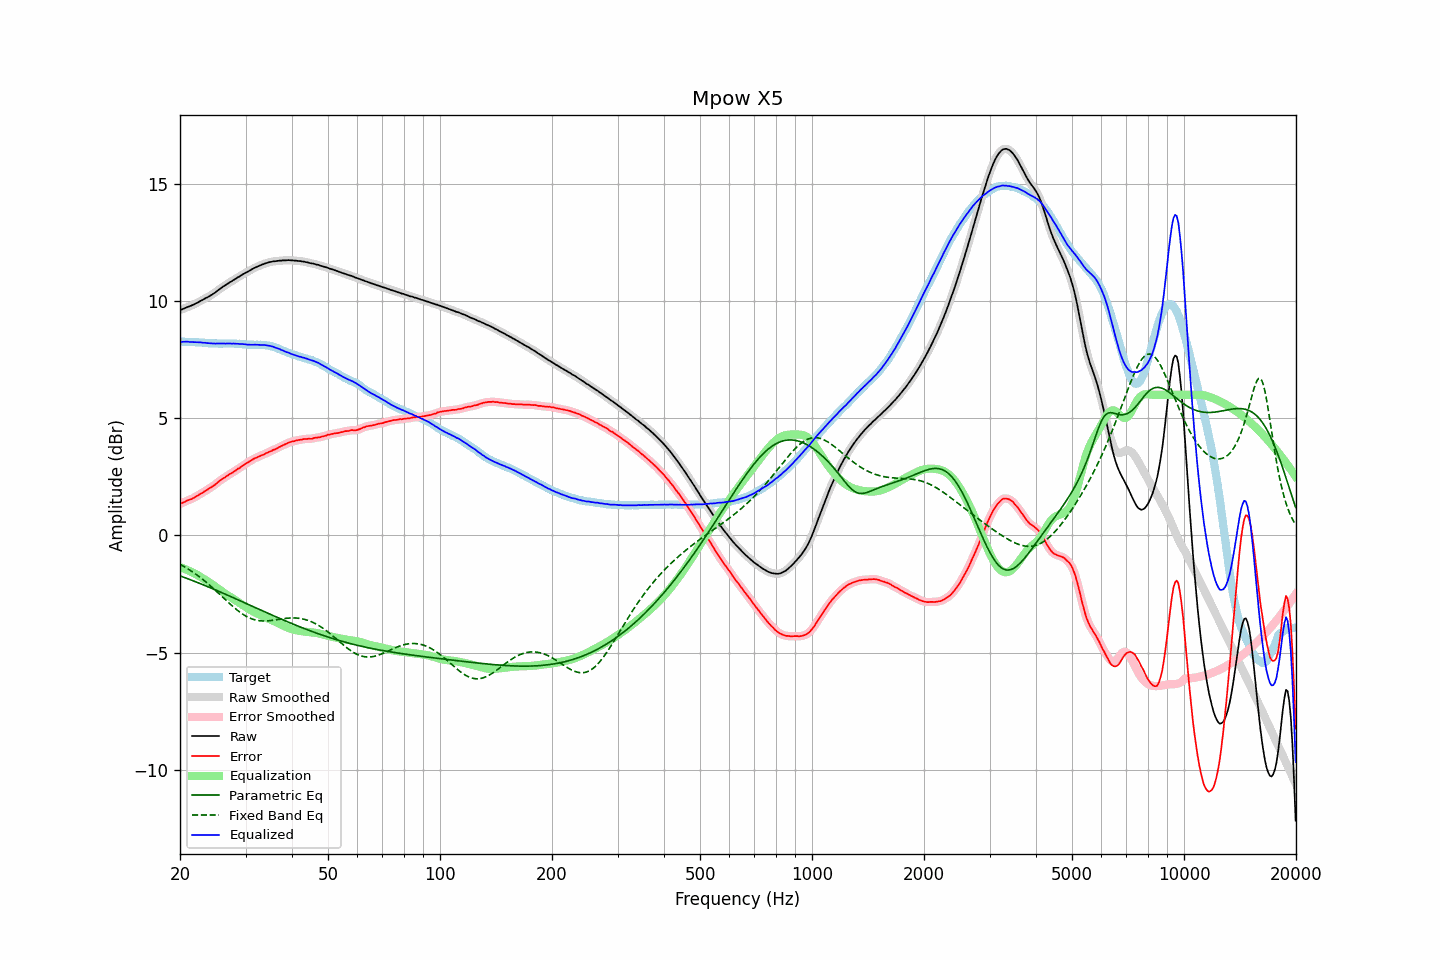 Mpow X5
Amplitude (dBr)
15
10
5
0
−5
−10
Target
Raw Smoothed
Error Smoothed
Raw
Error
Equalization
Parametric Eq
Fixed Band Eq
Equalized
20 50 100 200 500 1000 2000 5000 10000 20000
Frequency (Hz)